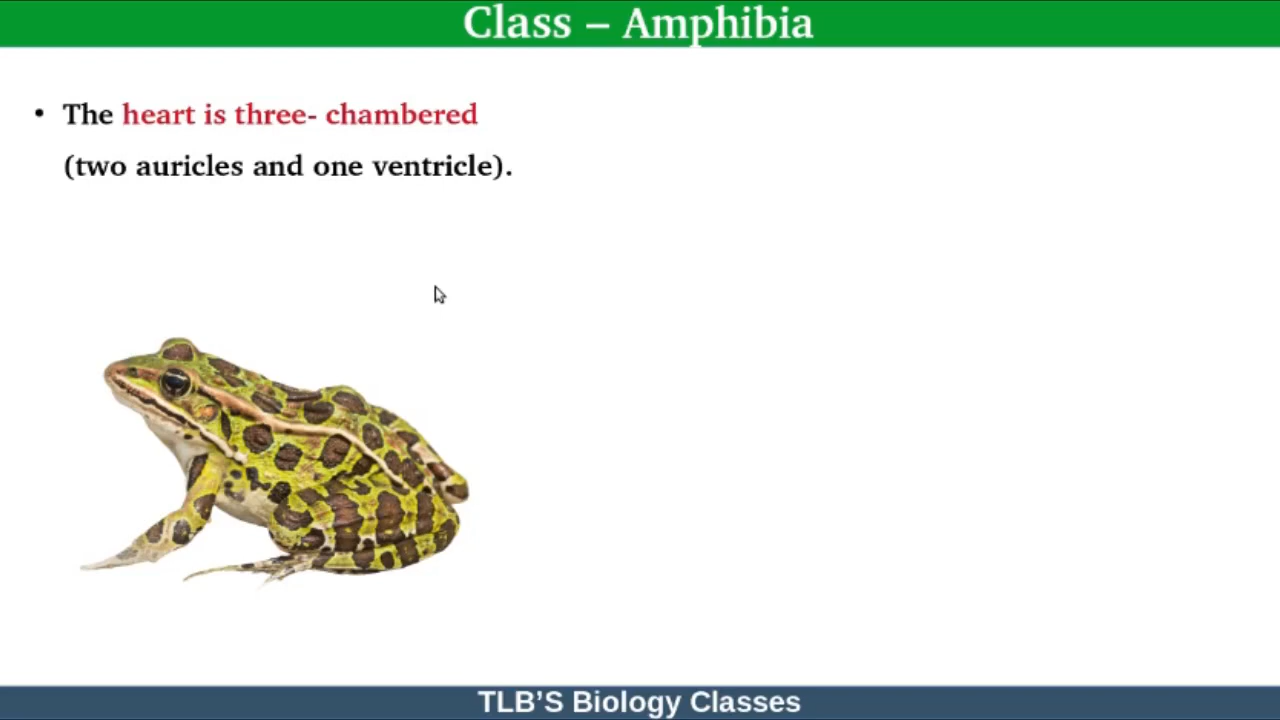 Class – Amphibia
• The heart is three- chambered
(two auricles and one ventricle).
TLB’S Biology Classes